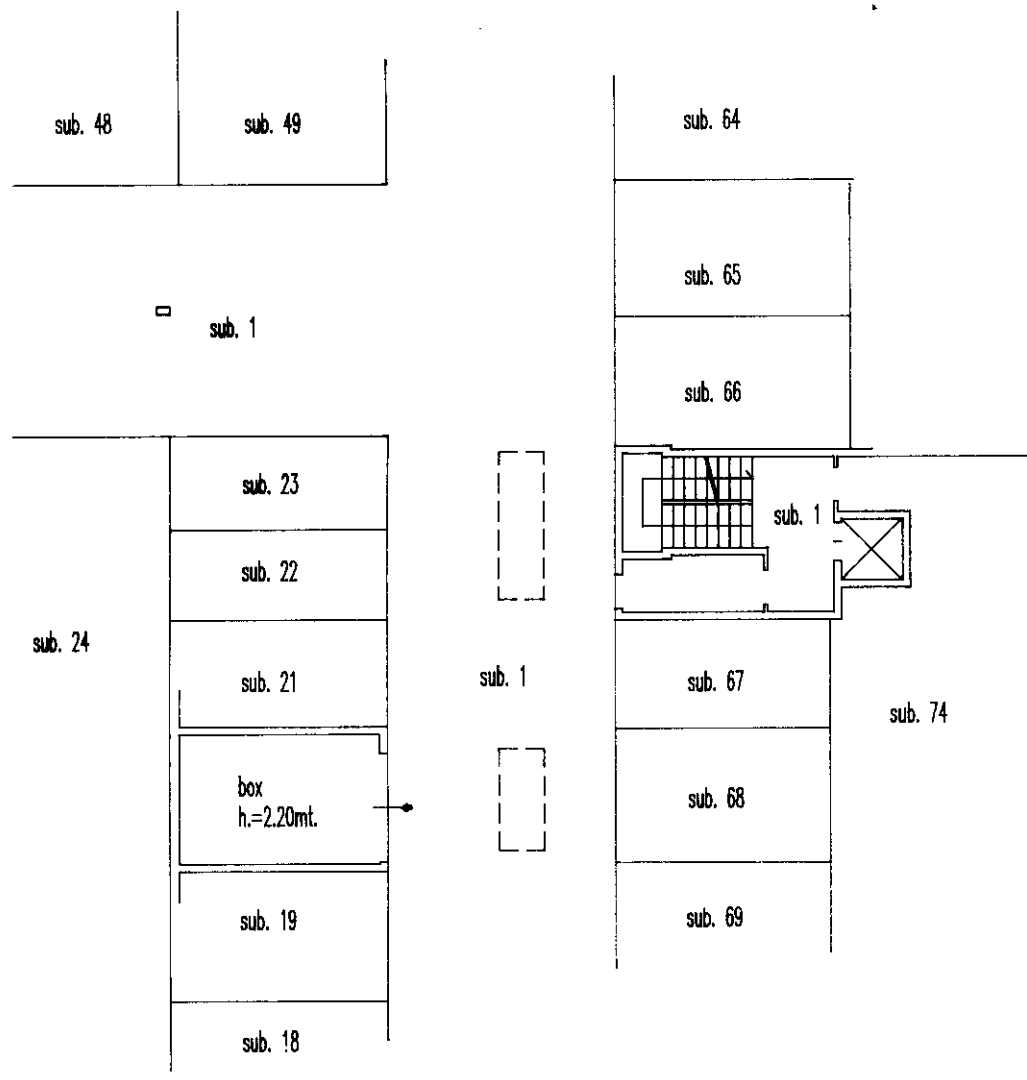 sub. 48
sub. 49
sub. 64
sub. 65
sub. 1
sub. 66
sub. 23
sub. 1
sub. 22
sub. 24
sub. 21
sub. 1
sub. 67
sub. 74
box
h.=2.20mt.
sub. 68
sub. 19
sub. 69
sub. 18